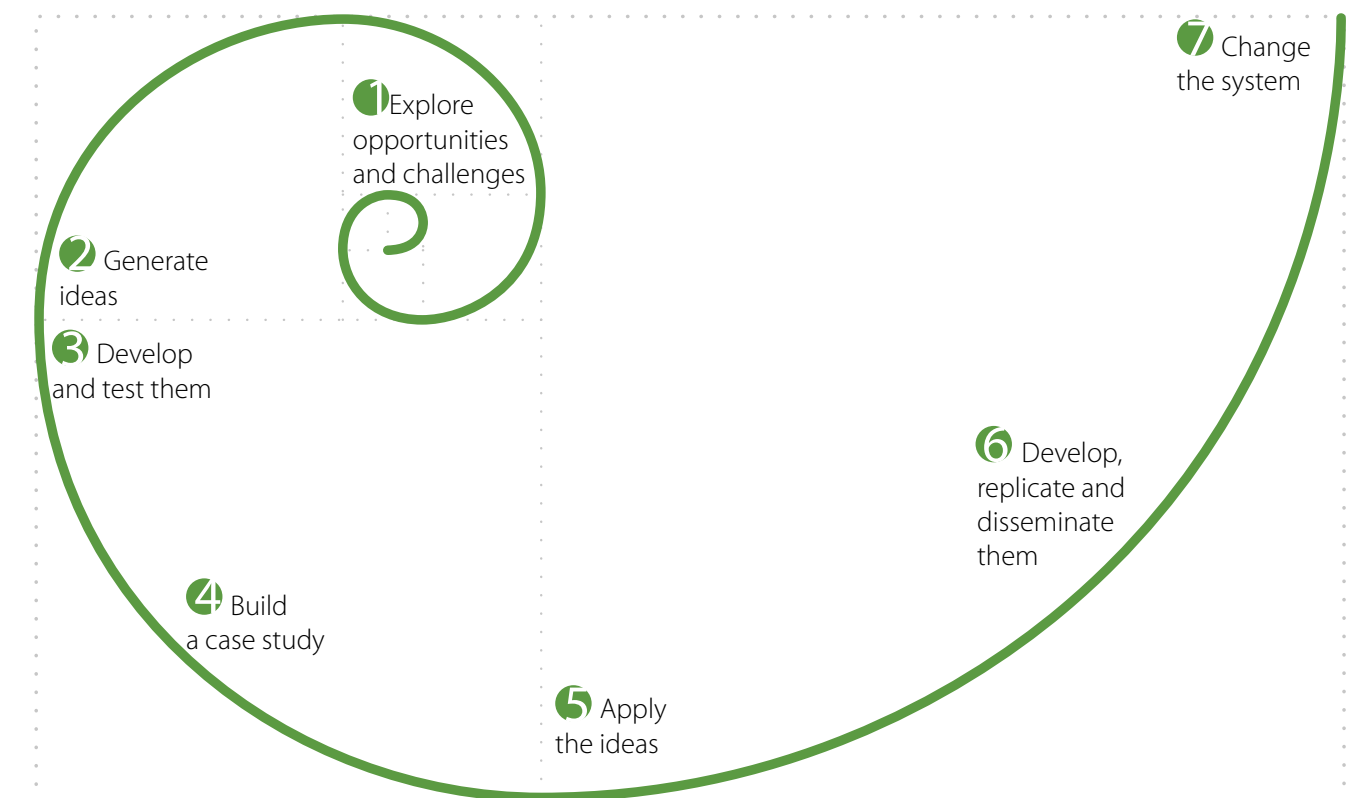 1 Explore
opportunities
and challenges
2 Generate
ideas
3 Develop
and test them
4 Build
a case study
5 Apply
the ideas
6 Develop,
replicate and
disseminate
them
7 Change
the system